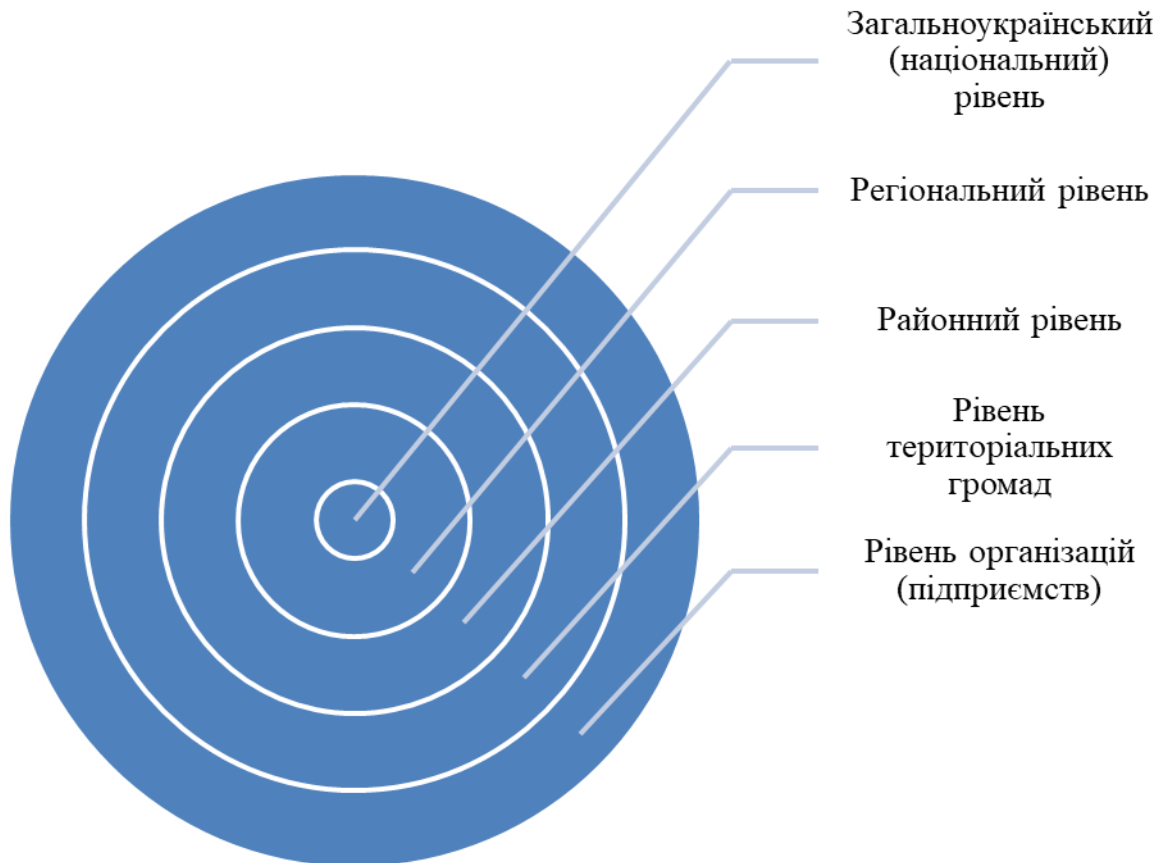 Загальноукраїнський
(національний)
рівень
Регіональний рівень
Районний рівень
Рівень
територіальних
громад
Рівень організацій
(підприємств)